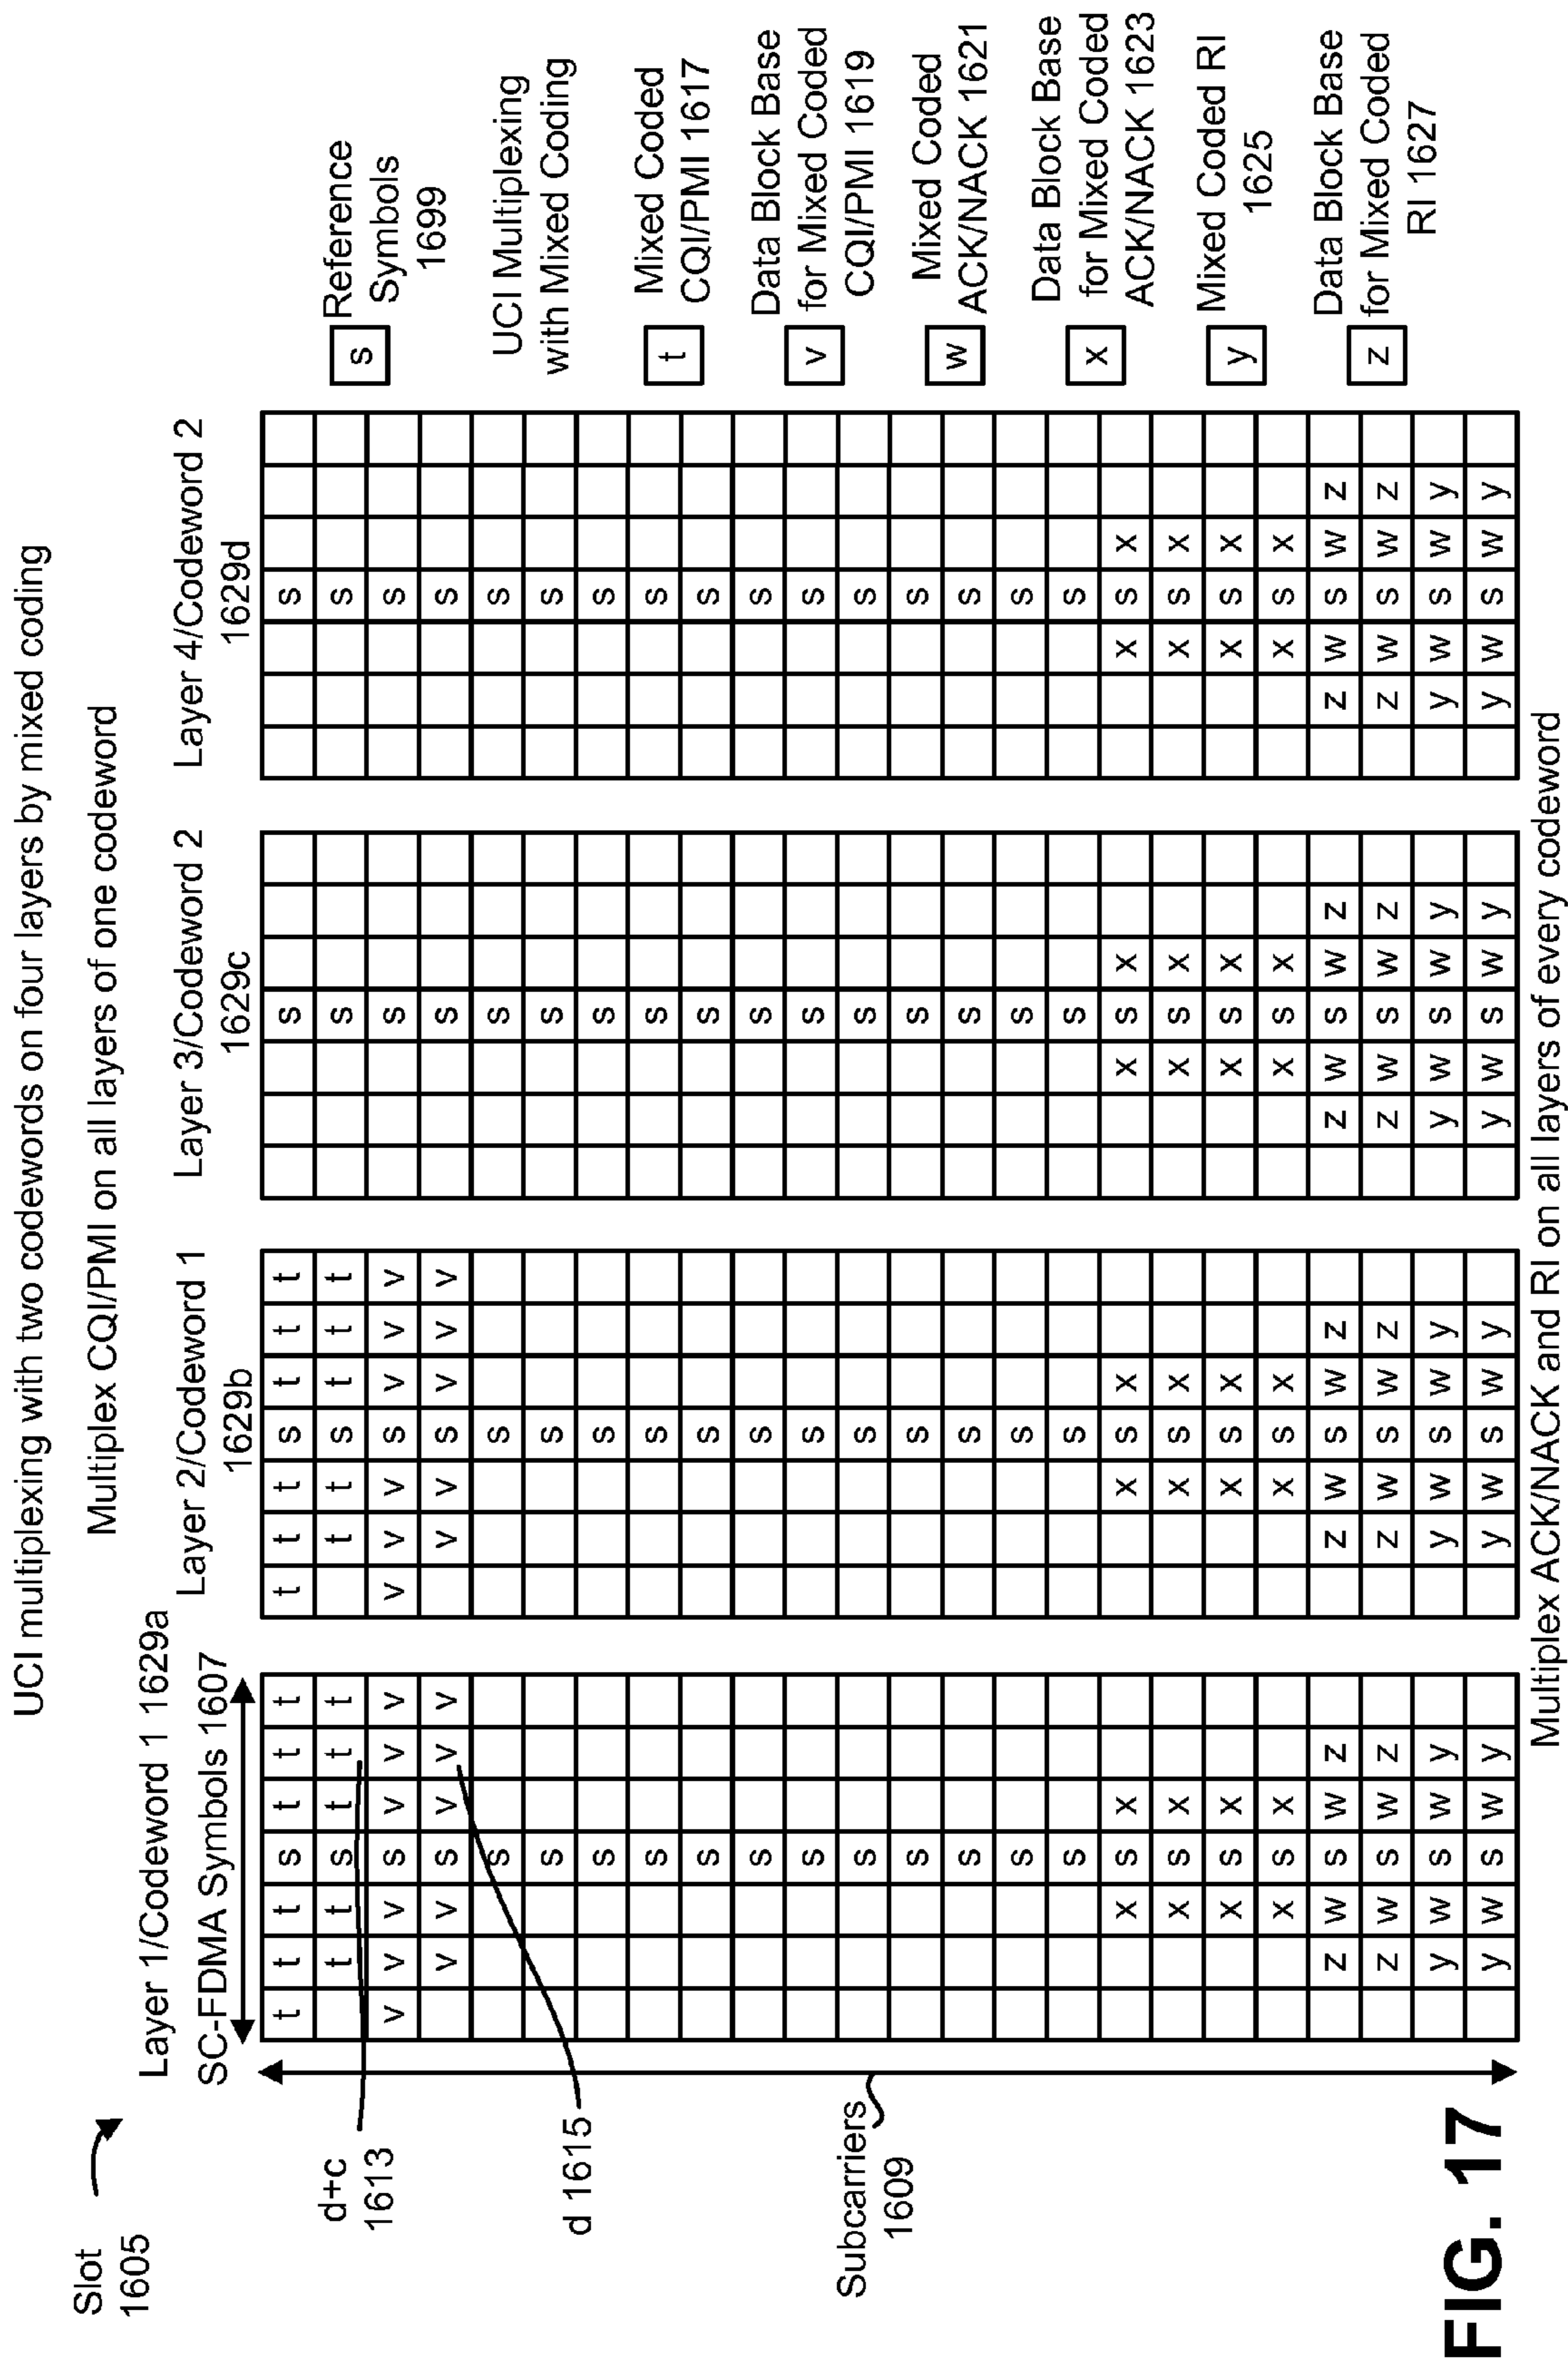 UCI multiplexing with two codewords on four layers by mixed coding
Multiplex CQI/PMI on all layers of one codeword
Slot
1605
Layer 1/Codeword 1 1629a
SC-FDMA Symbols 1607
Layer 2/Codeword 1
1629b
Layer 3/Codeword 2
1629c
Layer 4/Codeword 2
1629d
d+c
1613
d 1615
Subcarriers
1609
t t t s t t t t t t s t t t s s
t t s t t t t t s t t t s s
v v v s v v v v v v s v v v s s
v v s v v v v v s v v v s s
s s s s
s s s s
s s s s
s s s s
s s s s
s s s s
s s s s
s s s s
s s s s
s s s s
s s s s
s s s s
x s x x s x x s x x s x
x s x x s x x s x x s x
x s x x s x x s x x s x
x s x x s x x s x x s x
z w s w z z w s w z z w s w z z w s w z
z w s w z z w s w z z w s w z z w s w z
y w s w y y w s w y y w s w y y w s w y
y w s w y y w s w y y w s w y y w s w y
s Reference
Symbols
1699
UCI Multiplexing
with Mixed Coding
t Mixed Coded
CQI/PMI 1617
Data Block Base
v for Mixed Coded
CQI/PMI 1619
w Mixed Coded
ACK/NACK 1621
Data Block Base
x for Mixed Coded
ACK/NACK 1623
y Mixed Coded RI
1625
Data Block Base
z for Mixed Coded
RI 1627
Multiplex ACK/NACK and RI on all layers of every codeword
FIG. 17